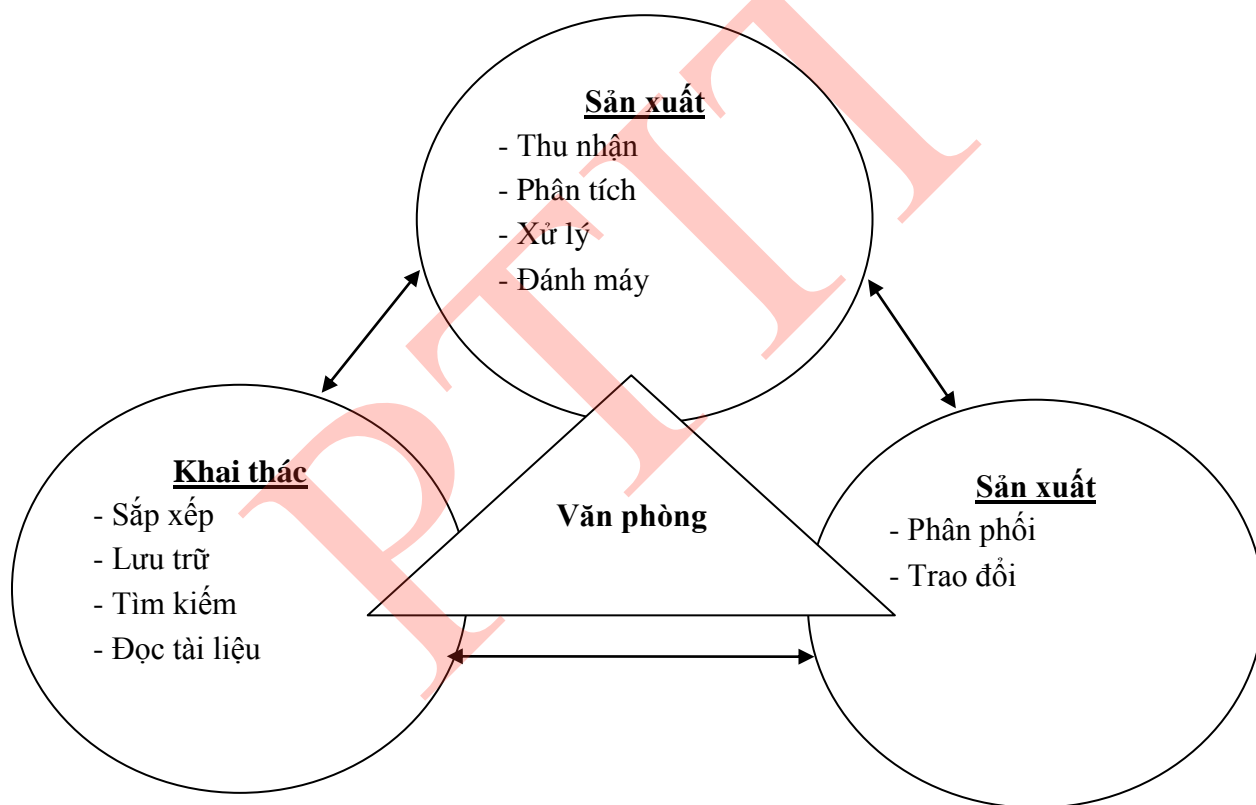 Sản xuất
- Thu nhận
- Phân tích
- Xử lý
- Đánh máy
Khai thác
- Sắp xếp
- Lưu trữ
- Tìm kiếm
- Đọc tài liệu
Văn phòng
Sản xuất
- Phân phối
- Trao đổi
PTIT